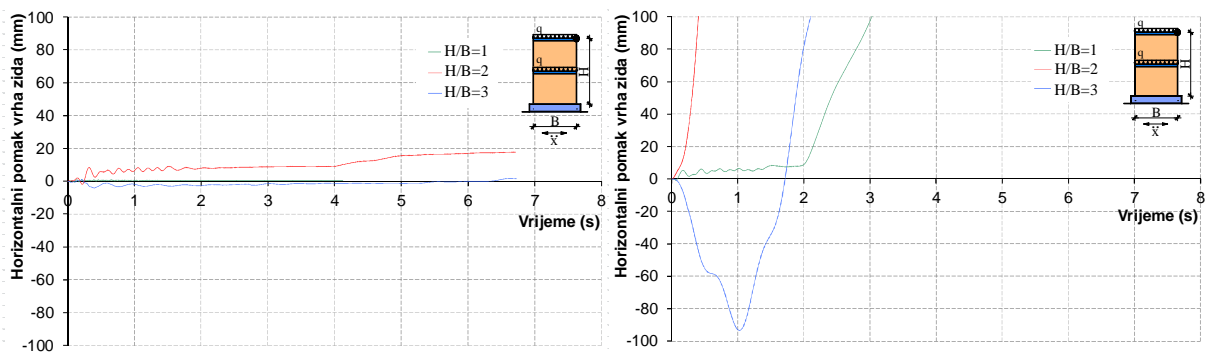 Horizontalni pomak vrha zida (mm)
100
80
60
40
20
0
-20
-40
-60
-80
-100
0 1 2 3 4 5 6 7 8
Vrijeme (s)
H/B=1
H/B=2
H/B=3
q
q
H
B
ẍ
Horizontalni pomak vrha zida (mm)
100
80
60
40
20
0
-20
-40
-60
-80
-100
0 1 2 3 4 5 6 7 8
Vrijeme (s)
H/B=1
H/B=2
H/B=3
q
q
H
B
ẍ